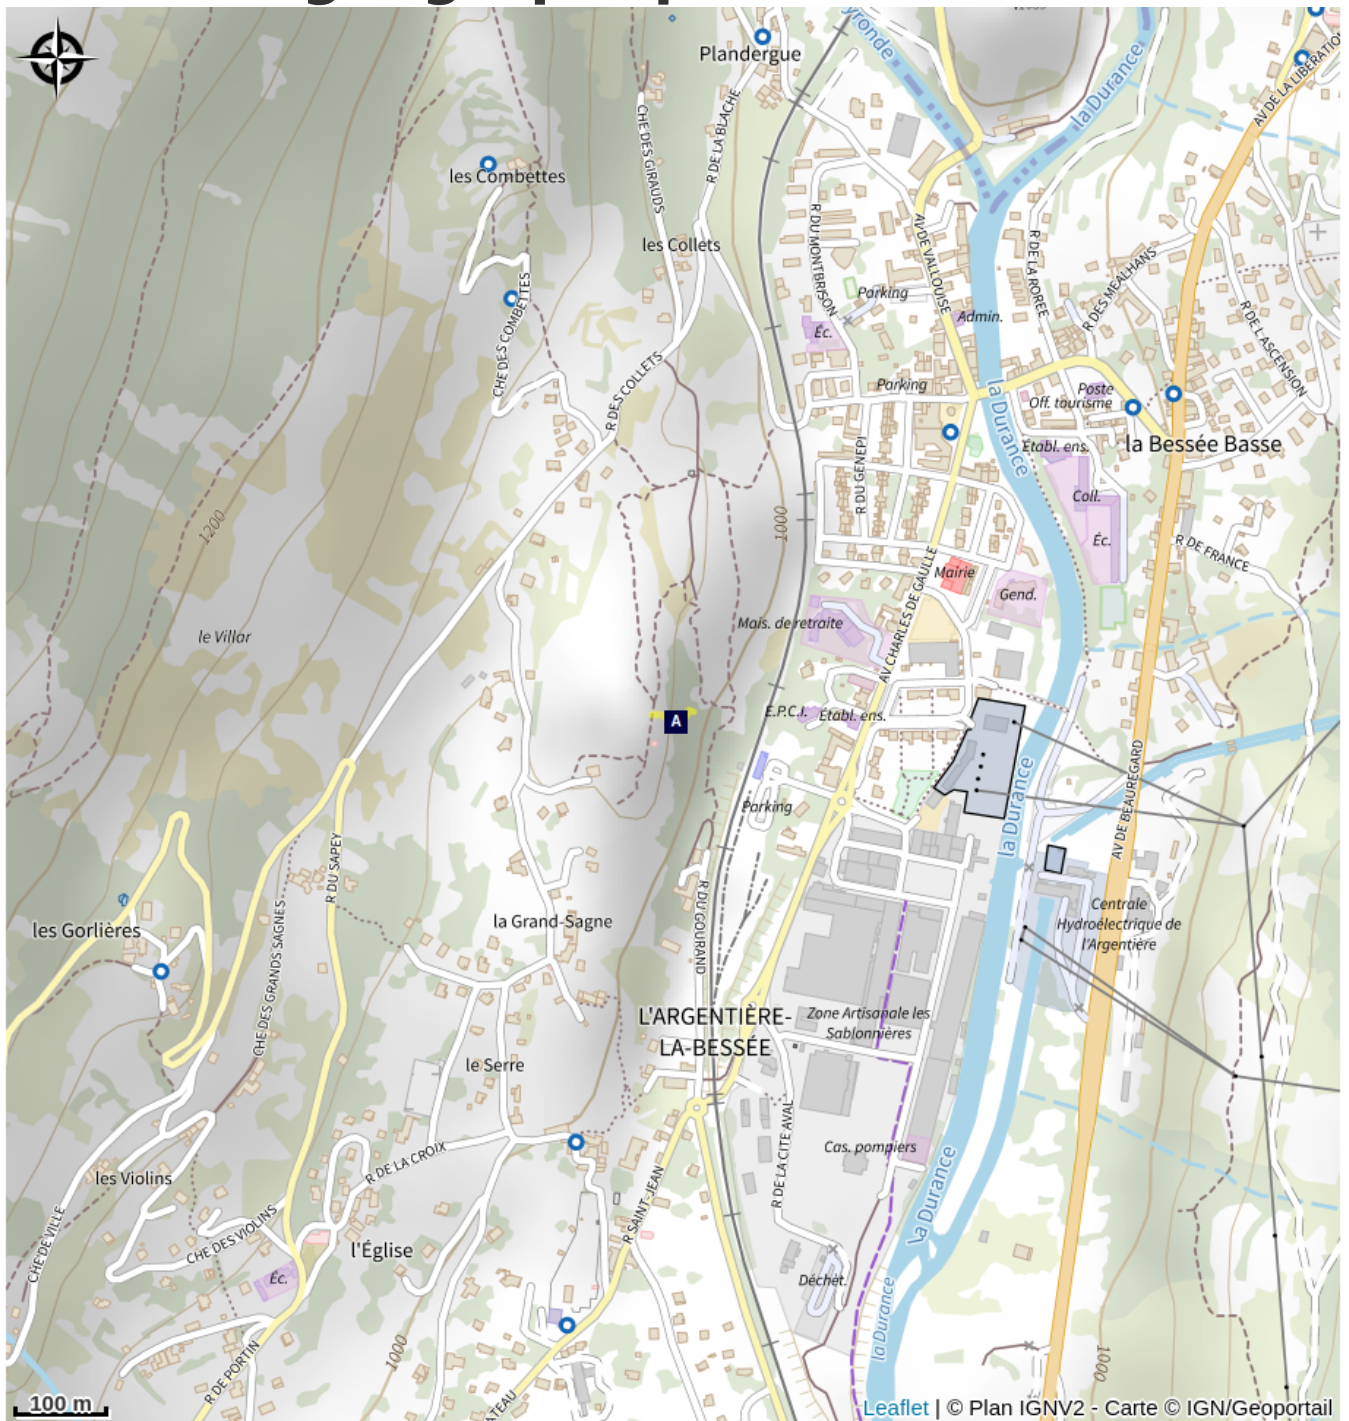 Plandergue
yronde
la Durance
AV DE LA LIBERATION
CHE DES GIRAUDS
R DE LA BLACHE
les Combettes
les Collets
R DU MONTBRISON
AV DE VALLOUISE
R DE LA ROREE
R DES MEALHANS
Parking
Admin.
Éc.
CHE DES COMBETTES
R DES COLLETS
R DE L'ASCENSION
Parking
Poste
Off. tourisme
la Durance
Établ. ens.
la Bessée Basse
R DU GENEPI
Coll.
1200
1000
Éc.
R DE FRANCE
Mairie
Gend.
AV CHARLES DE GAULLE
Mais. de retraite
le Villar
A
E.P.C.I.
Établ. ens.
Parking
la Durance
AV DE BEAUREGARD
R DU SAPEY
les Gorlières
CHE DES GRANDS SAGNES
la Grand-Sagne
R DU GOURAND
Centrale
Hydroélectrique de
l'Argentière
L'ARGENTIÈRE-
LA-BESSÉE
Zone Artisanale les
Sablonnières
le Serre
R DE LA CITE AVAL
Cas. pompiers
les Violins
R DE LA CROIX
CHE DE VILLE
CHE DES VIOLINS
l'Église
R SAINT-JEAN
la Durance
Éc.
Déchèt.
la Durance
R DE PORTIN
1000
1000
100 m
Leaflet | © Plan IGNV2 - Carte © IGN/Geoportail